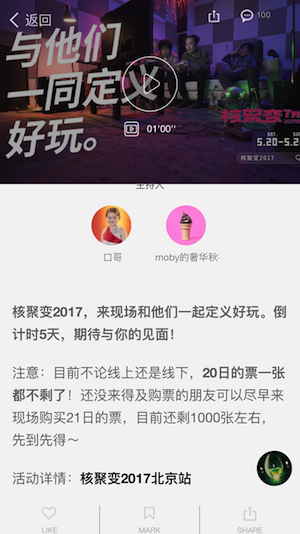 返回
100
与他们
一同定义
好玩。
01'00"
核聚变
SAT. SUN.
5.20-5.2
核聚变2017
主持人
口哥
moby的奢华秋
核聚变2017，来现场和他们一起定义好玩。倒
计时5天，期待与你的见面！
注意：目前不论线上还是线下，20日的票一张
都不剩了！还没来得及购票的朋友可以尽早来
现场购买21日的票，目前还剩1000张左右，
先到先得～
活动详情：核聚变2017北京站
LIKE
MARK
SHARE